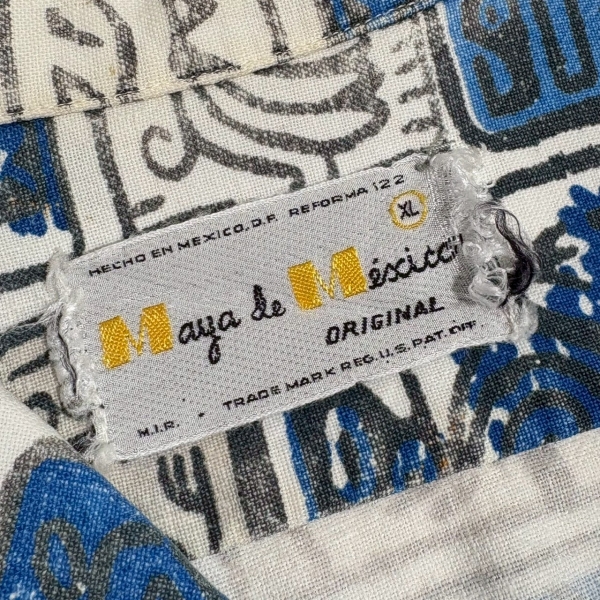 HECHO EN MEXICO, D.F. REFORMA 122
XL
Maya de México
ORIGINAL
M.I.R. - TRADE MARK REG. U.S. PAT. OFF.